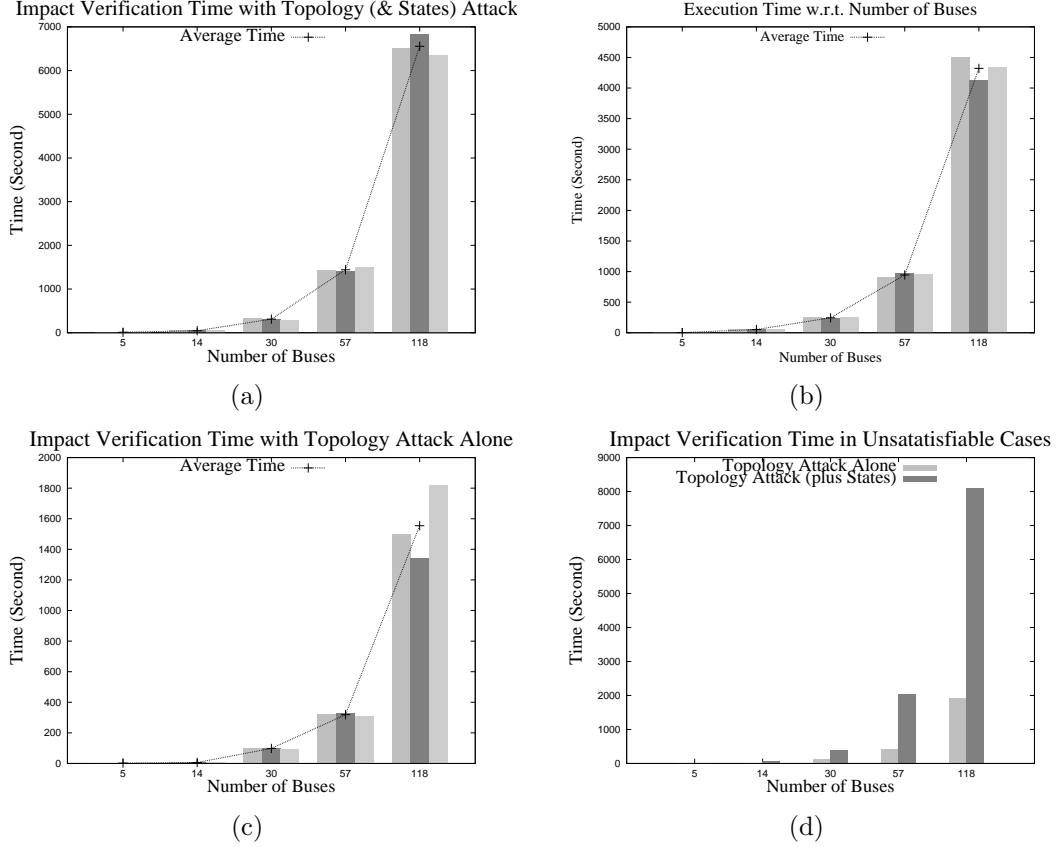 Impact Verification Time with Topology (& States) Attack
Average Time
7000
6000
5000
4000
3000
2000
1000
0
Time (Second)
5 14 30 57 118
Number of Buses
(a)
Execution Time w.r.t. Number of Buses
Average Time
5000
4500
4000
3500
3000
2500
2000
1500
1000
500
0
Time (Second)
5 14 30 57 118
Number of Buses
(b)
Impact Verification Time with Topology Attack Alone
Average Time
2000
1800
1600
1400
1200
1000
800
600
400
200
0
Time (Second)
5 14 30 57 118
Number of Buses
(c)
Impact Verification Time in Unsatatisfiable Cases
Topology Attack Alone
Topology Attack (plus States)
9000
8000
7000
6000
5000
4000
3000
2000
1000
0
Time (Second)
5 14 30 57 118
Number of Buses
(d)